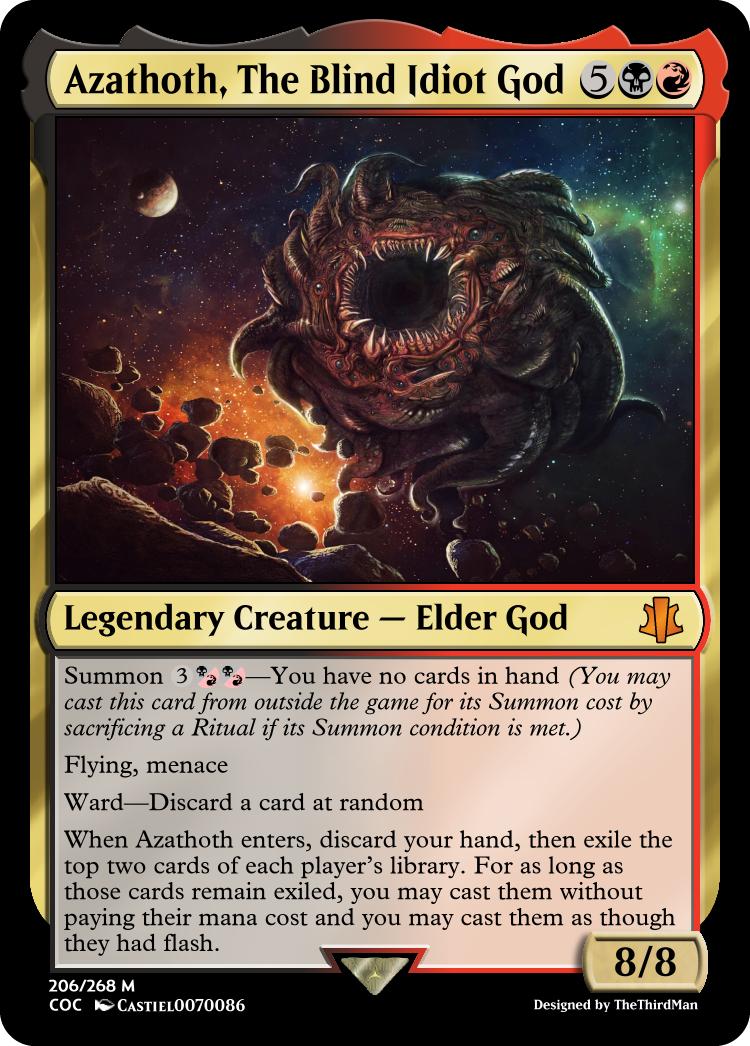 Azathoth, The Blind Idiot God 5
Legendary Creature — Elder God
Summon 3—You have no cards in hand (You may
cast this card from outside the game for its Summon cost by
sacrificing a Ritual if its Summon condition is met.)
Flying, menace
Ward—Discard a card at random
When Azathoth enters, discard your hand, then exile the
top two cards of each player's library. For as long as
those cards remain exiled, you may cast them without
paying their mana cost and you may cast them as though
they had flash.
8/8
206/268 M
COC Castiel0070086
Designed by TheThirdMan